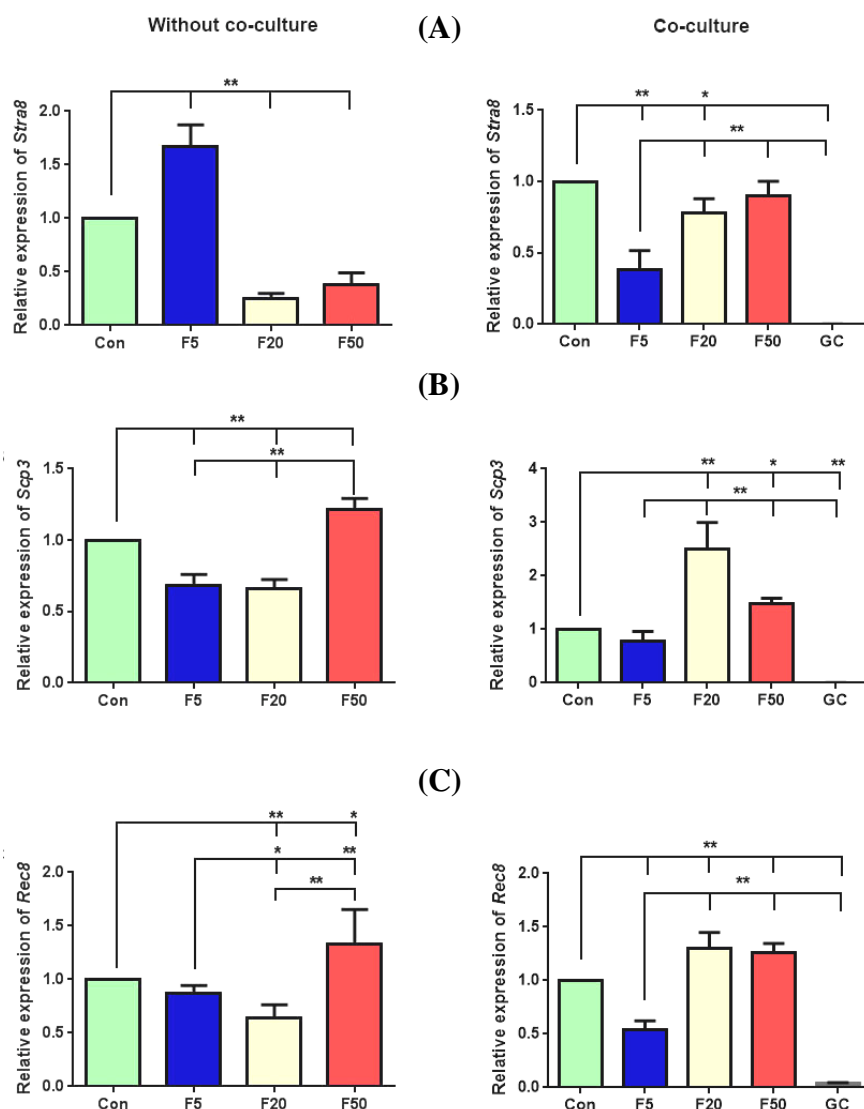 Without co-culture (A) Co-culture
** 
Relative expression of Stra8
2.0
1.5
1.0
0.5
0.0
Con F5 F20 F50
** *
**
Relative expression of Stra8
1.5
1.0
0.5
0.0
Con F5 F20 F50 GC
(B)
**
**
Relative expression of Scp3
1.5
1.0
0.5
0.0
Con F5 F20 F50
** * **
**
Relative expression of Scp3
4
3
2
1
0
Con F5 F20 F50 GC
(C)
** *
* **
**
Relative expression of Rec8
2.0
1.5
1.0
0.5
0.0
Con F5 F20 F50
**
**
Relative expression of Rec8
2.0
1.5
1.0
0.5
0.0
Con F5 F20 F50 GC